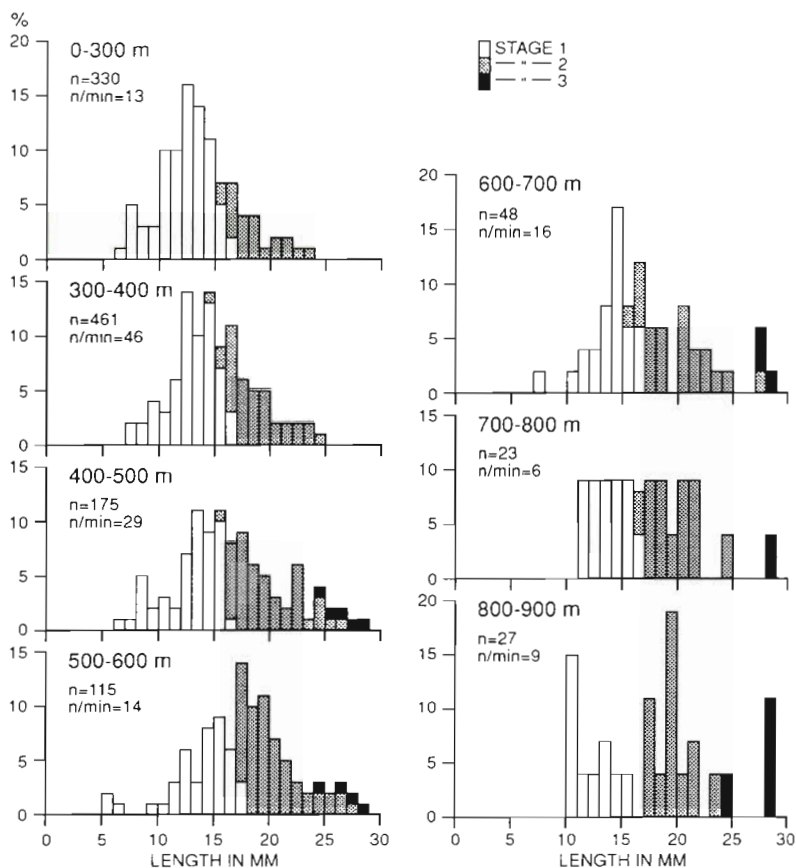 %
20
15
10
5
0
0-300 m
n=330
n/min=13
15
10
5
0
300-400 m
n=461
n/min=46
15
10
5
0
400-500 m
n=175
n/min=29
15
10
5
0
500-600 m
n=115
n/min=14
0 5 10 15 20 25 30
LENGTH IN MM
STAGE 1
— " — 2
— " — 3
20
15
10
5
0
600-700 m
n=48
n/min=16
15
10
5
0
700-800 m
n=23
n/min=6
20
15
10
5
0
800-900 m
n=27
n/min=9
0 5 10 15 20 25 30
LENGTH IN MM